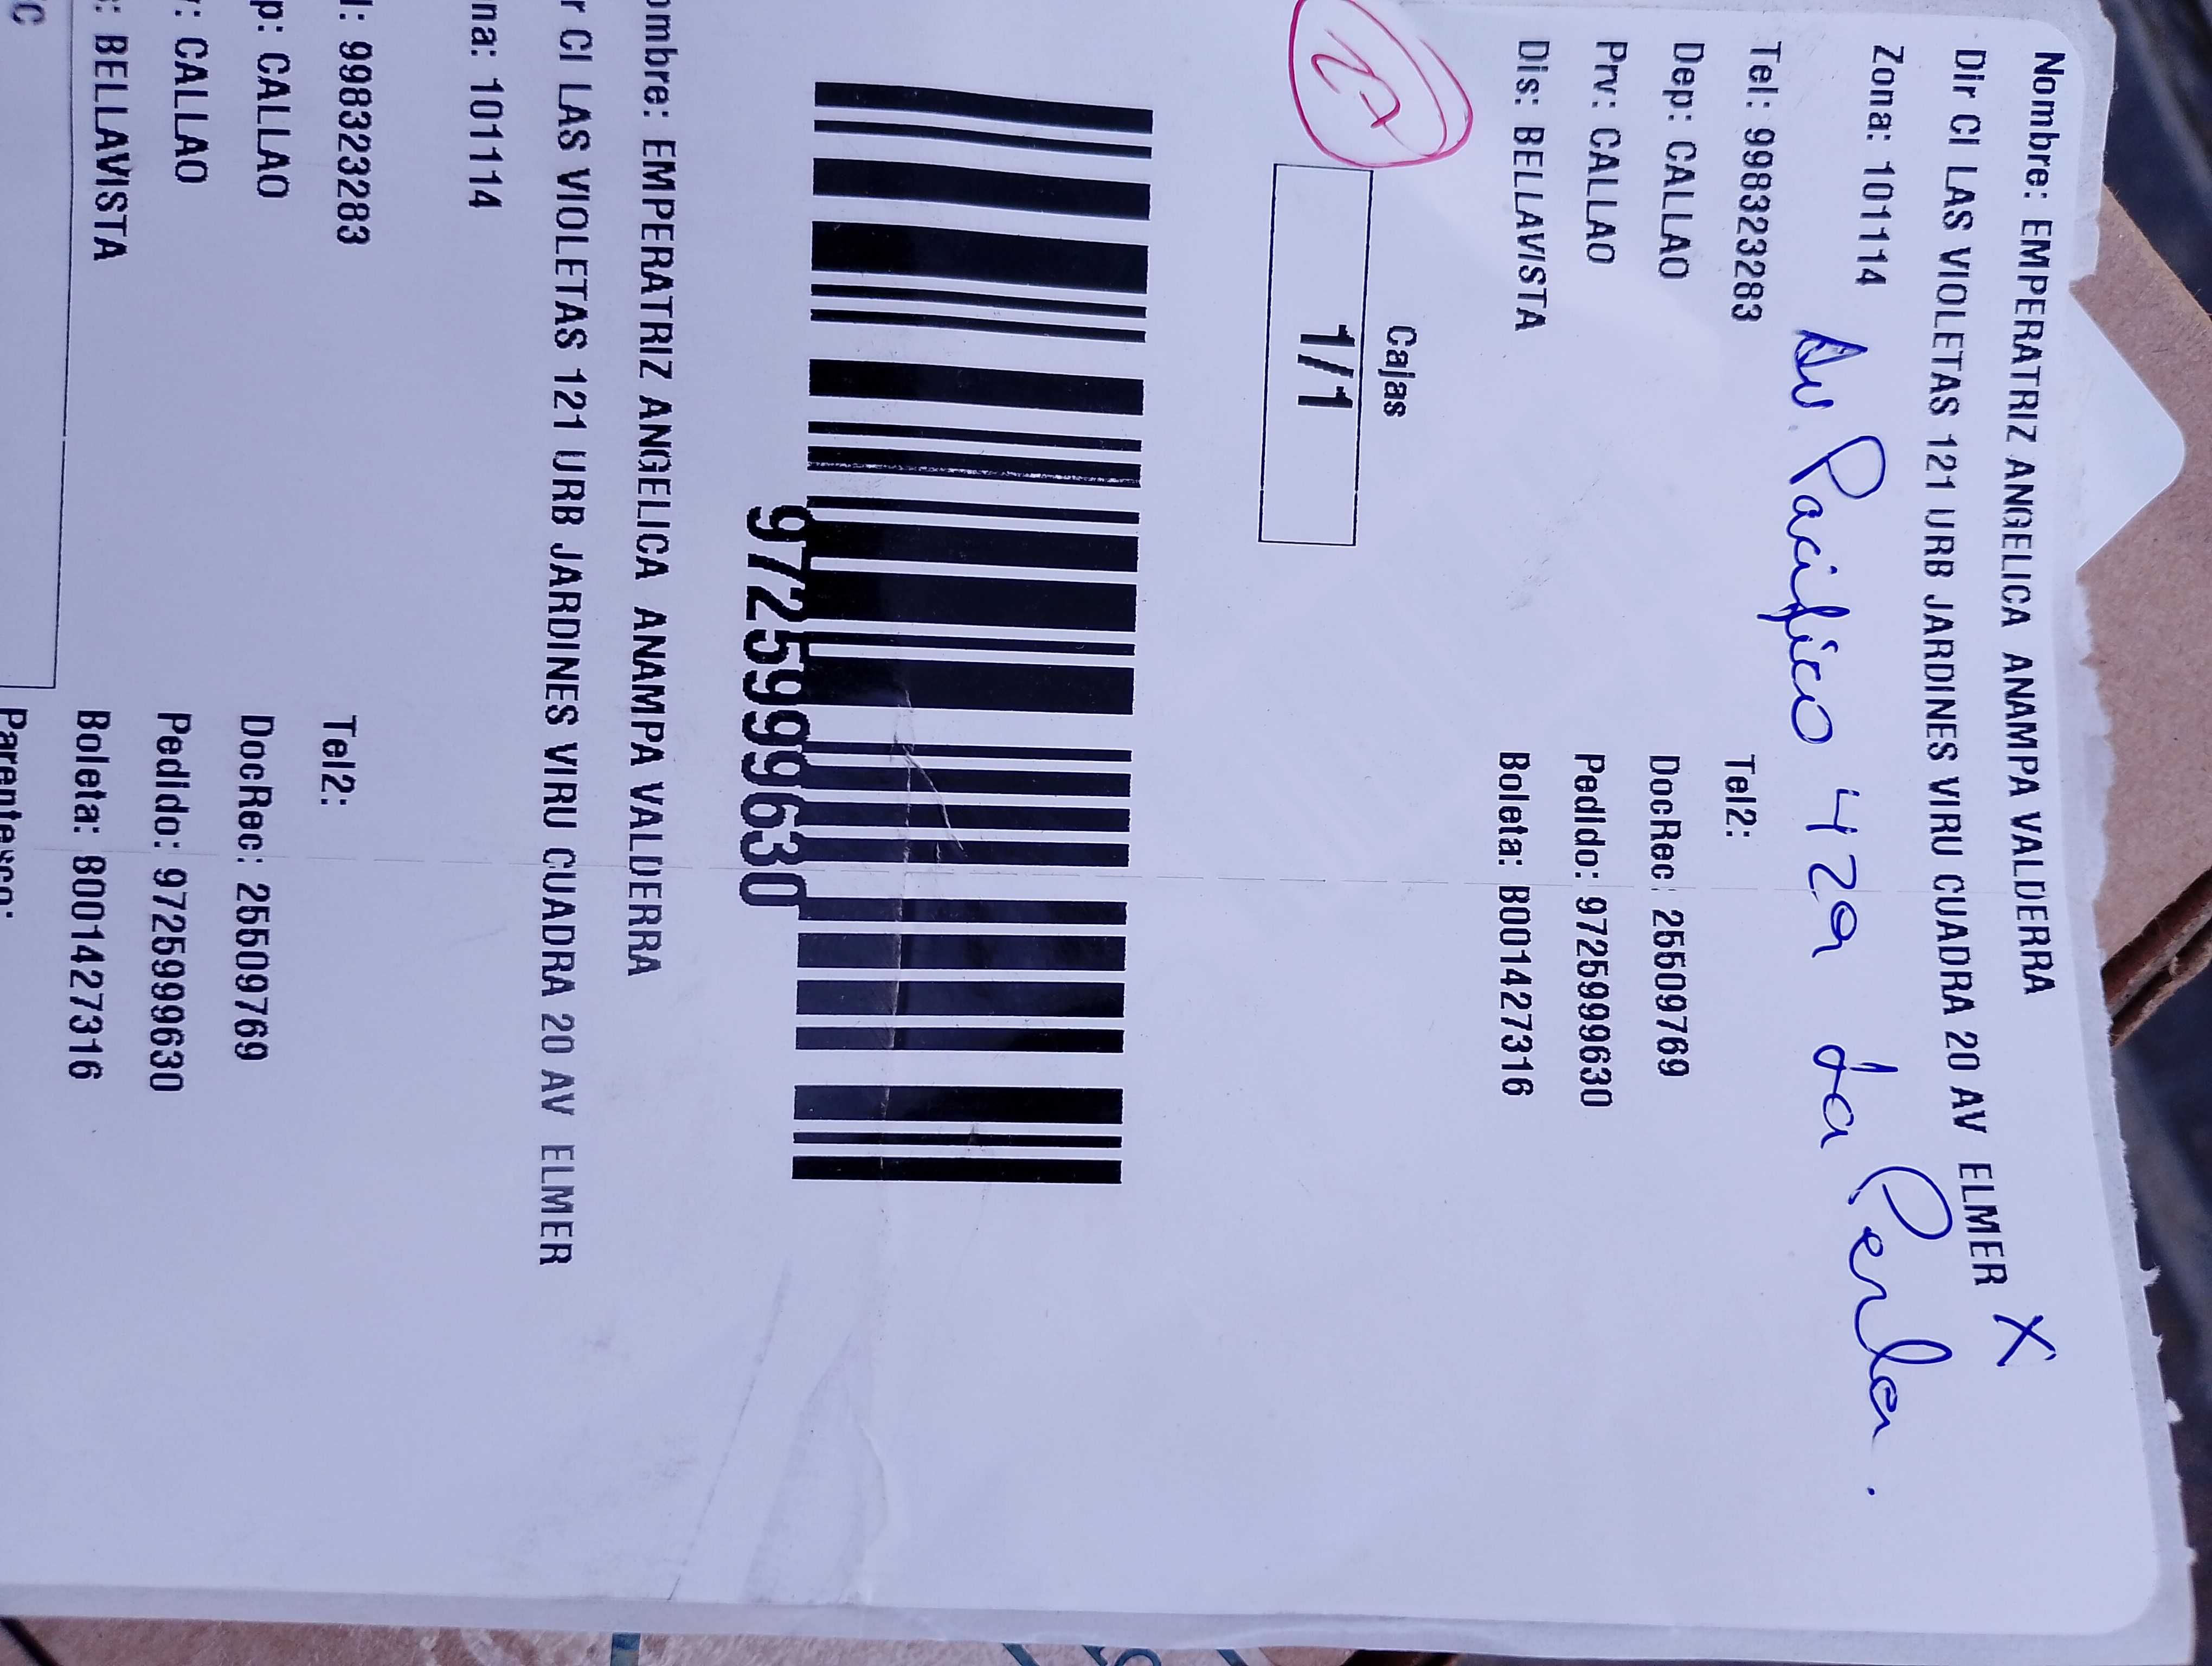 Nombre: EMPERATRIZ ANGELICA ANAMPA VALDERRA
Dir Cl LAS VIOLETAS 121 URB JARDINES VIRU CUADRA 20 AV ELMER X
Zona: 101114
Av. Pacifico 420 La Perla.
Tel: 998323283 Tel2:
Dep: CALLAO DocRec: 25509769
Prv: CALLAO Pedido: 9725999630
Dis: BELLAVISTA Boleta: B001427316
Cajas
1/1
9725999630
ombre: EMPERATRIZ ANGELICA ANAMPA VALDERRA
r Cl LAS VIOLETAS 121 URB JARDINES VIRU CUADRA 20 AV ELMER
na: 101114
l: 998323283 Tel2:
p: CALLAO DocRec: 25509769
: CALLAO Pedido: 9725999630
: BELLAVISTA Boleta: B001427316
Parentesco: